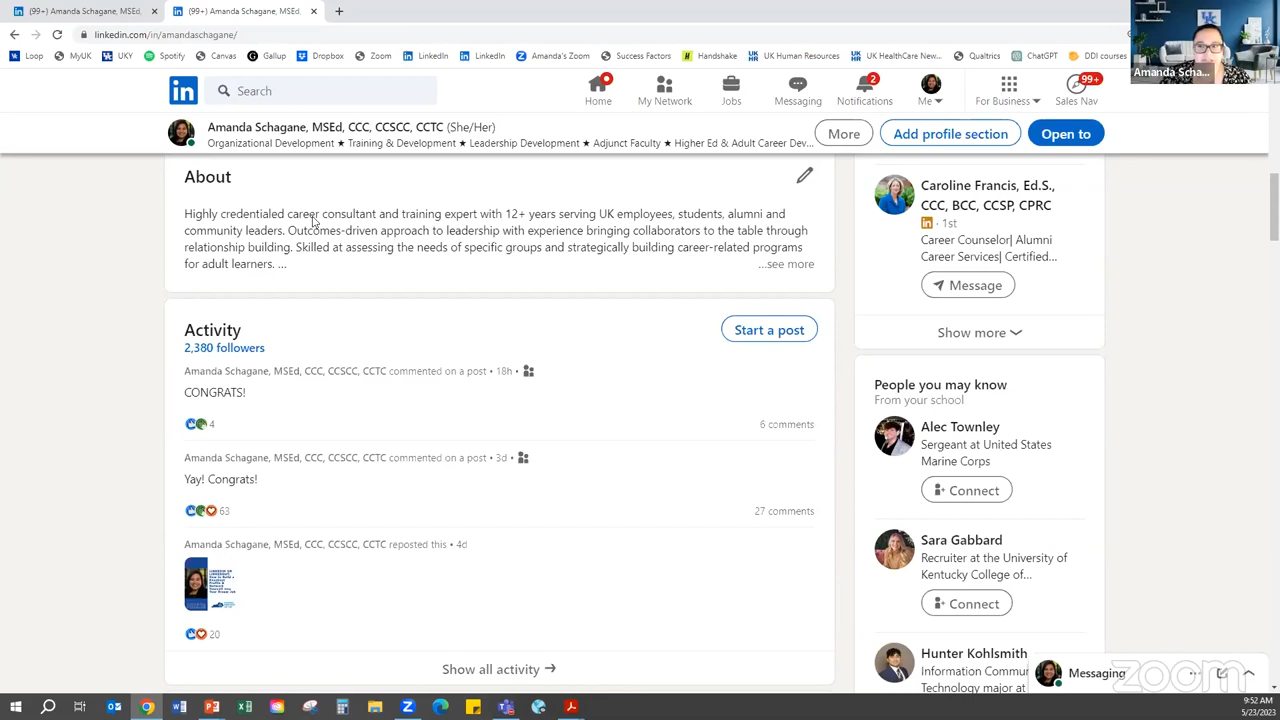 (99+) Amanda Schagane, MSEd,
(99+) Amanda Schagane, MSEd,
linkedin.com/in/amandaschagane/
Loop
MyUK
UKY
Spotify
Canvas
Gallup
Dropbox
Zoom
LinkedIn
LinkedIn
Amanda's Zoom
Success Factors
Handshake
UK Human Resources
UK HealthCare New...
Qualtrics
ChatGPT
DDI courses
Amanda Scha...
Search
Home
My Network
Jobs
Messaging
2
Notifications
Me
For Business
99+
Sales Nav
Amanda Schagane, MSEd, CCC, CCSCC, CCTC (She/Her)
Organizational Development ★ Training & Development ★ Leadership Development ★ Adjunct Faculty ★ Higher Ed & Adult Career Dev...
More
Add profile section
Open to
About
Highly credentialed career consultant and training expert with 12+ years serving UK employees, students, alumni and
community leaders. Outcomes-driven approach to leadership with experience bringing collaborators to the table through
relationship building. Skilled at assessing the needs of specific groups and strategically building career-related programs
for adult learners. ...
...see more
Activity
2,380 followers
Start a post
Amanda Schagane, MSEd, CCC, CCSCC, CCTC commented on a post • 18h •
CONGRATS!
4
6 comments
Amanda Schagane, MSEd, CCC, CCSCC, CCTC commented on a post • 3d •
Yay! Congrats!
63
27 comments
Amanda Schagane, MSEd, CCC, CCSCC, CCTC reposted this • 4d
20
Show all activity →
Caroline Francis, Ed.S.,
CCC, BCC, CCSP, CPRC
· 1st
Career Counselor| Alumni
Career Services| Certified...
Message
Show more
People you may know
From your school
Alec Townley
Sergeant at United States
Marine Corps
Connect
Sara Gabbard
Recruiter at the University of
Kentucky College of...
Connect
Hunter Kohlsmith
Information Commu
Technology major at
Messaging
zoom
9:52 AM
5/23/2023